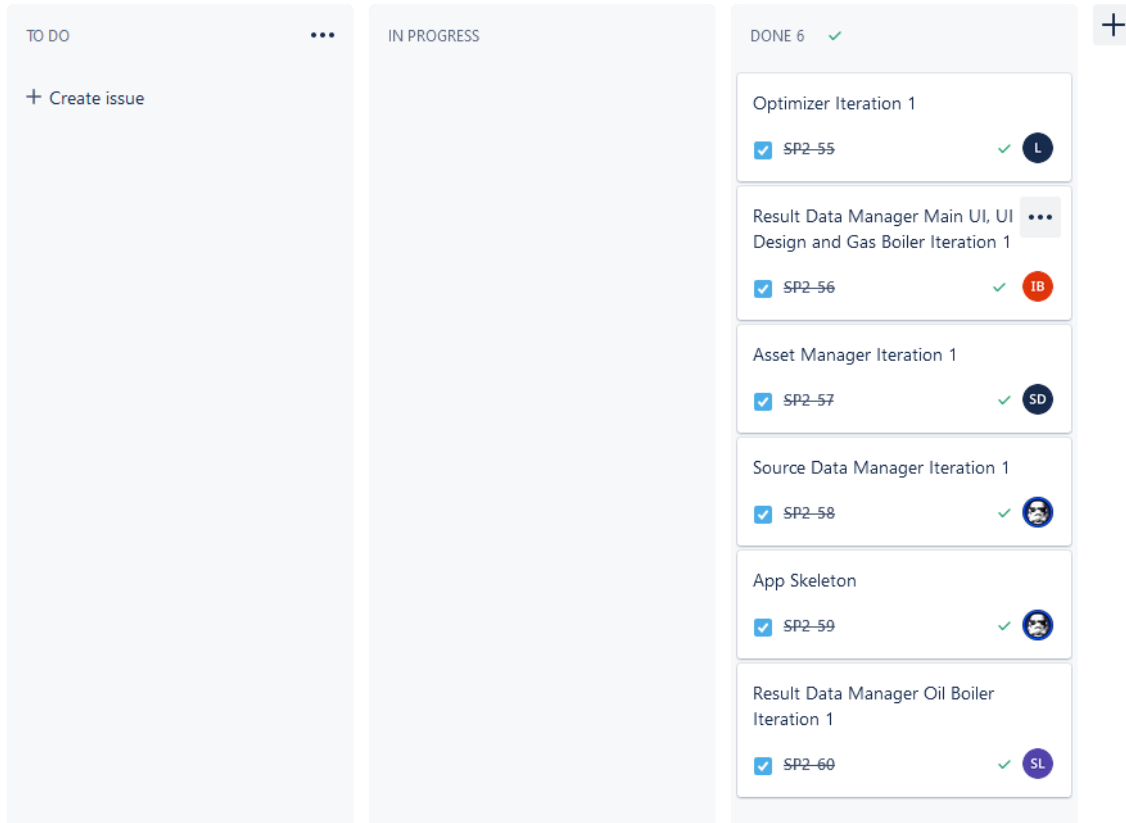 TO DO
+ Create issue
IN PROGRESS
DONE 6
Optimizer Iteration 1
SP2-55
L
Result Data Manager Main UI, UI
Design and Gas Boiler Iteration 1
SP2-56
IB
Asset Manager Iteration 1
SP2-57
SD
Source Data Manager Iteration 1
SP2-58
App Skeleton
SP2-59
Result Data Manager Oil Boiler
Iteration 1
SP2-60
SL